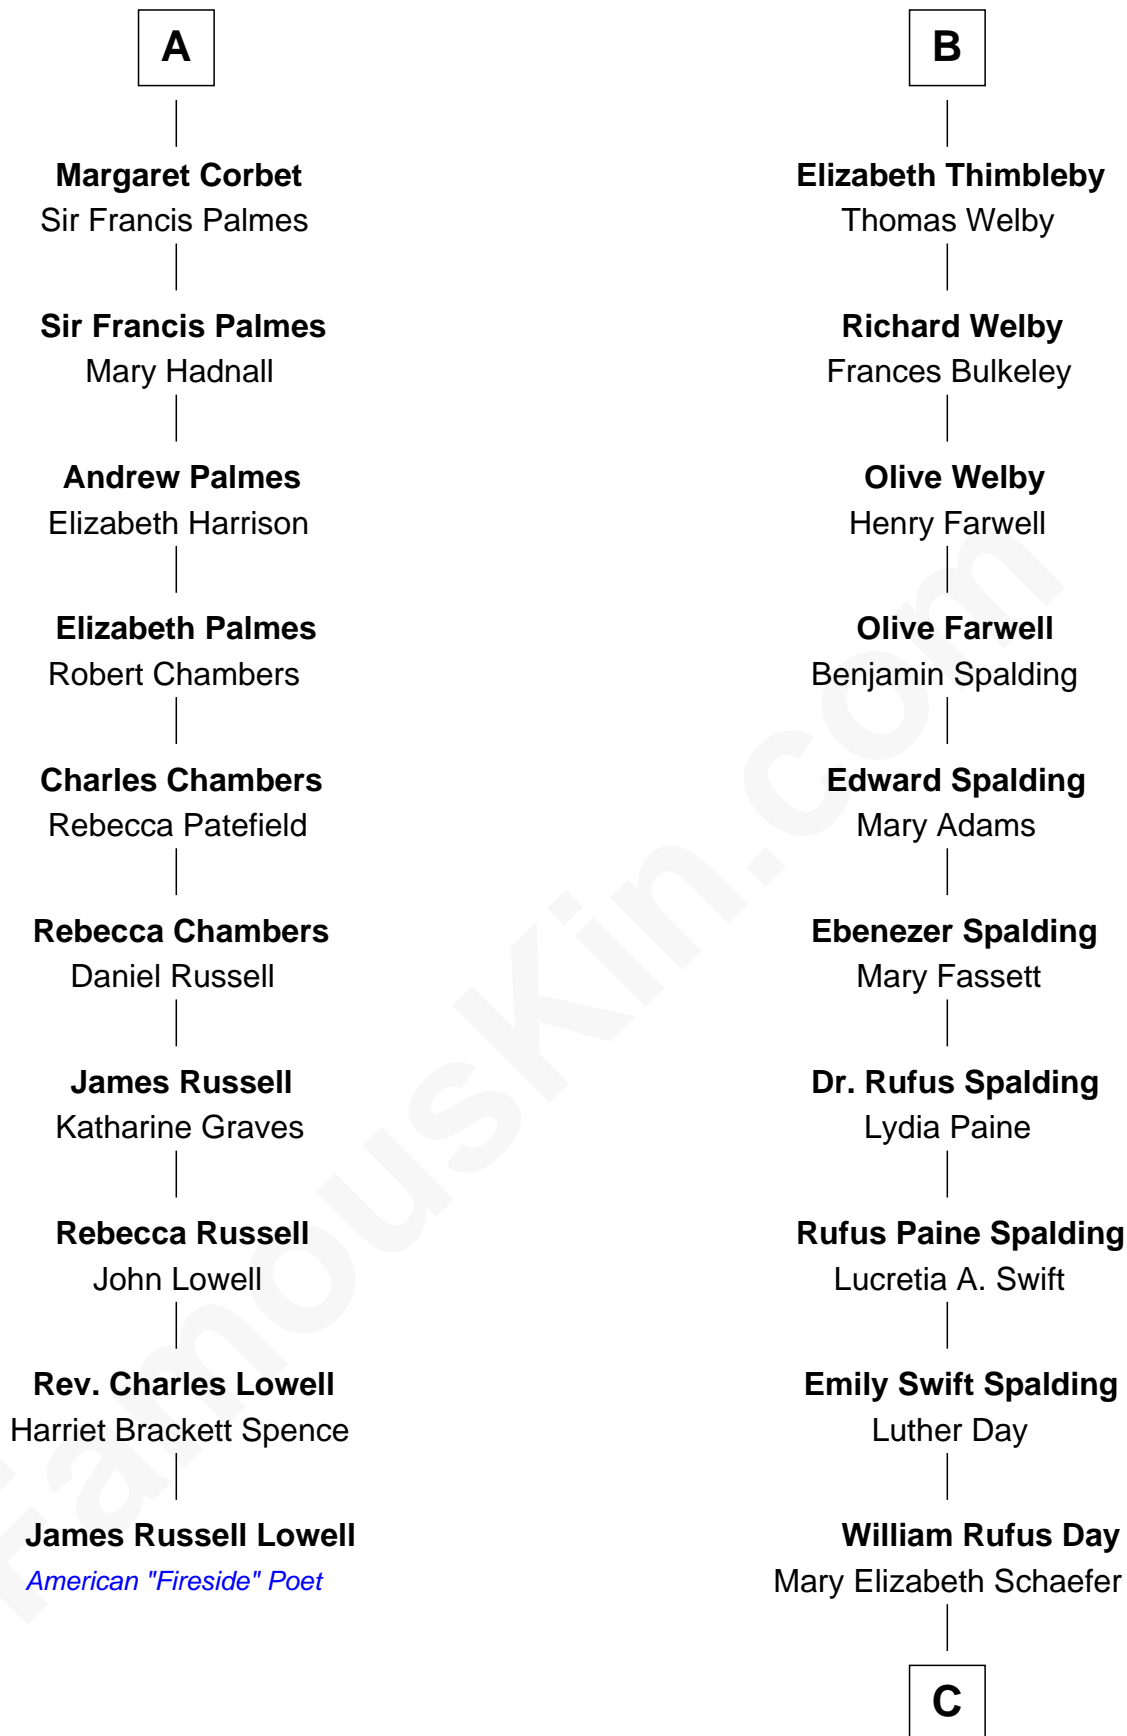 A
Margaret Corbet
Sir Francis Palmes
Sir Francis Palmes
Mary Hadnall
Andrew Palmes
Elizabeth Harrison
Elizabeth Palmes
Robert Chambers
Charles Chambers
Rebecca Patefield
Rebecca Chambers
Daniel Russell
James Russell
Katharine Graves
Rebecca Russell
John Lowell
Rev. Charles Lowell
Harriet Brackett Spence
James Russell Lowell
American "Fireside" Poet
B
Elizabeth Thimbleby
Thomas Welby
Richard Welby
Frances Bulkeley
Olive Welby
Henry Farwell
Olive Farwell
Benjamin Spalding
Edward Spalding
Mary Adams
Ebenezer Spalding
Mary Fassett
Dr. Rufus Spalding
Lydia Paine
Rufus Paine Spalding
Lucretia A. Swift
Emily Swift Spalding
Luther Day
William Rufus Day
Mary Elizabeth Schaefer
C
FamousKin.com